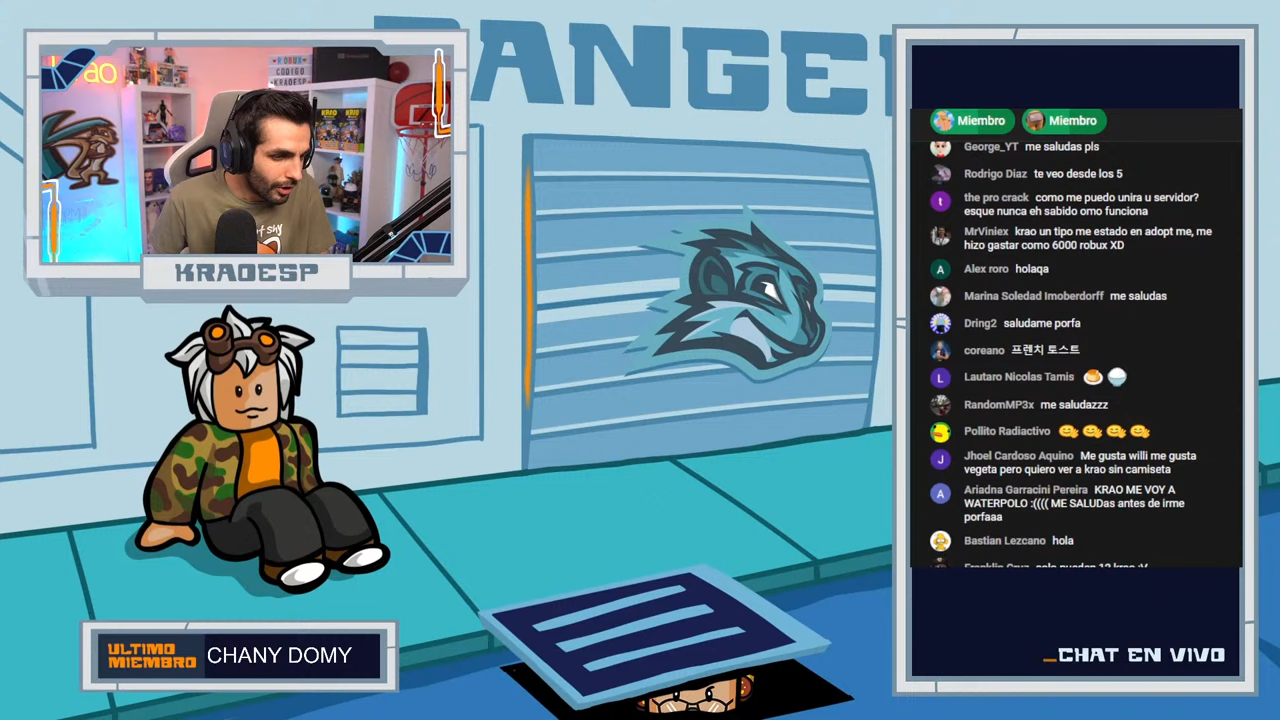 ANGE
ao
ROBUX
CODIGO
KRAOESP
KRAOESP
Miembro
Miembro
George_YT me saludas pls
Rodrigo Diaz te veo desde los 5
the pro crack como me puedo unira u servidor?
esque nunca eh sabido omo funciona
MrViniex krao un tipo me estado en adopt me, me
hizo gastar como 6000 robux XD
Alex roro holaqa
Marina Soledad Imoberdorff me saludas
Dring2 saludame porfa
coreano 프렌치 토스트
Lautaro Nicolas Tamis
RandomMP3x me saludazzz
Pollito Radiactivo
Jhoel Cardoso Aquino Me gusta willi me gusta
vegeta pero quiero ver a krao sin camiseta
Ariadna Garracini Pereira KRAO ME VOY A
WATERPOLO :(((( ME SALUDas antes de irme
porfaaa
Bastian Lezcano hola
ULTIMO
MIEMBRO
CHANY DOMY
_CHAT EN VIVO